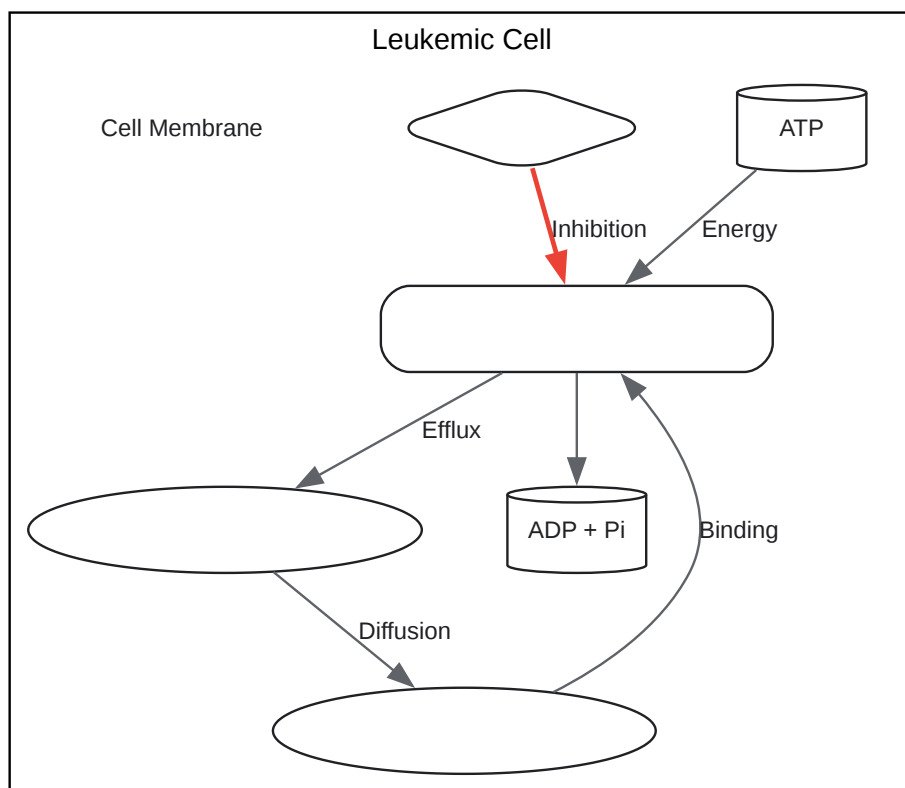 Leukemic Cell
Cell Membrane
ATP
Inhibition
Energy
Efflux
ADP + Pi
Binding
Diffusion